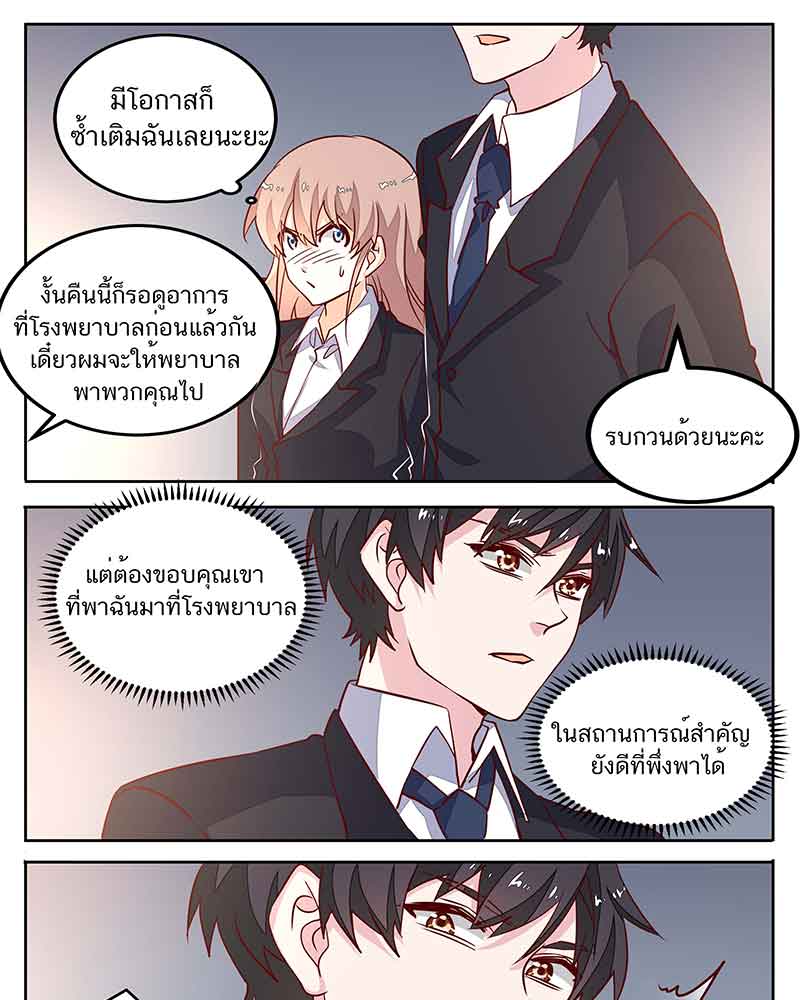 มีโอกาสก็
ซ้ำเติมฉันเลยนะยะ
งั้นคืนนี้ก็รอดูอาการ
ที่โรงพยาบาลก่อนแล้วกัน
เดี๋ยวผมจะให้พยาบาล
พาพวกคุณไป
รบกวนด้วยนะคะ
แต่ต้องขอบคุณเขา
ที่พาฉันมาที่โรงพยาบาล
ในสถานการณ์สำคัญ
ยังดีที่พึ่งพาได้